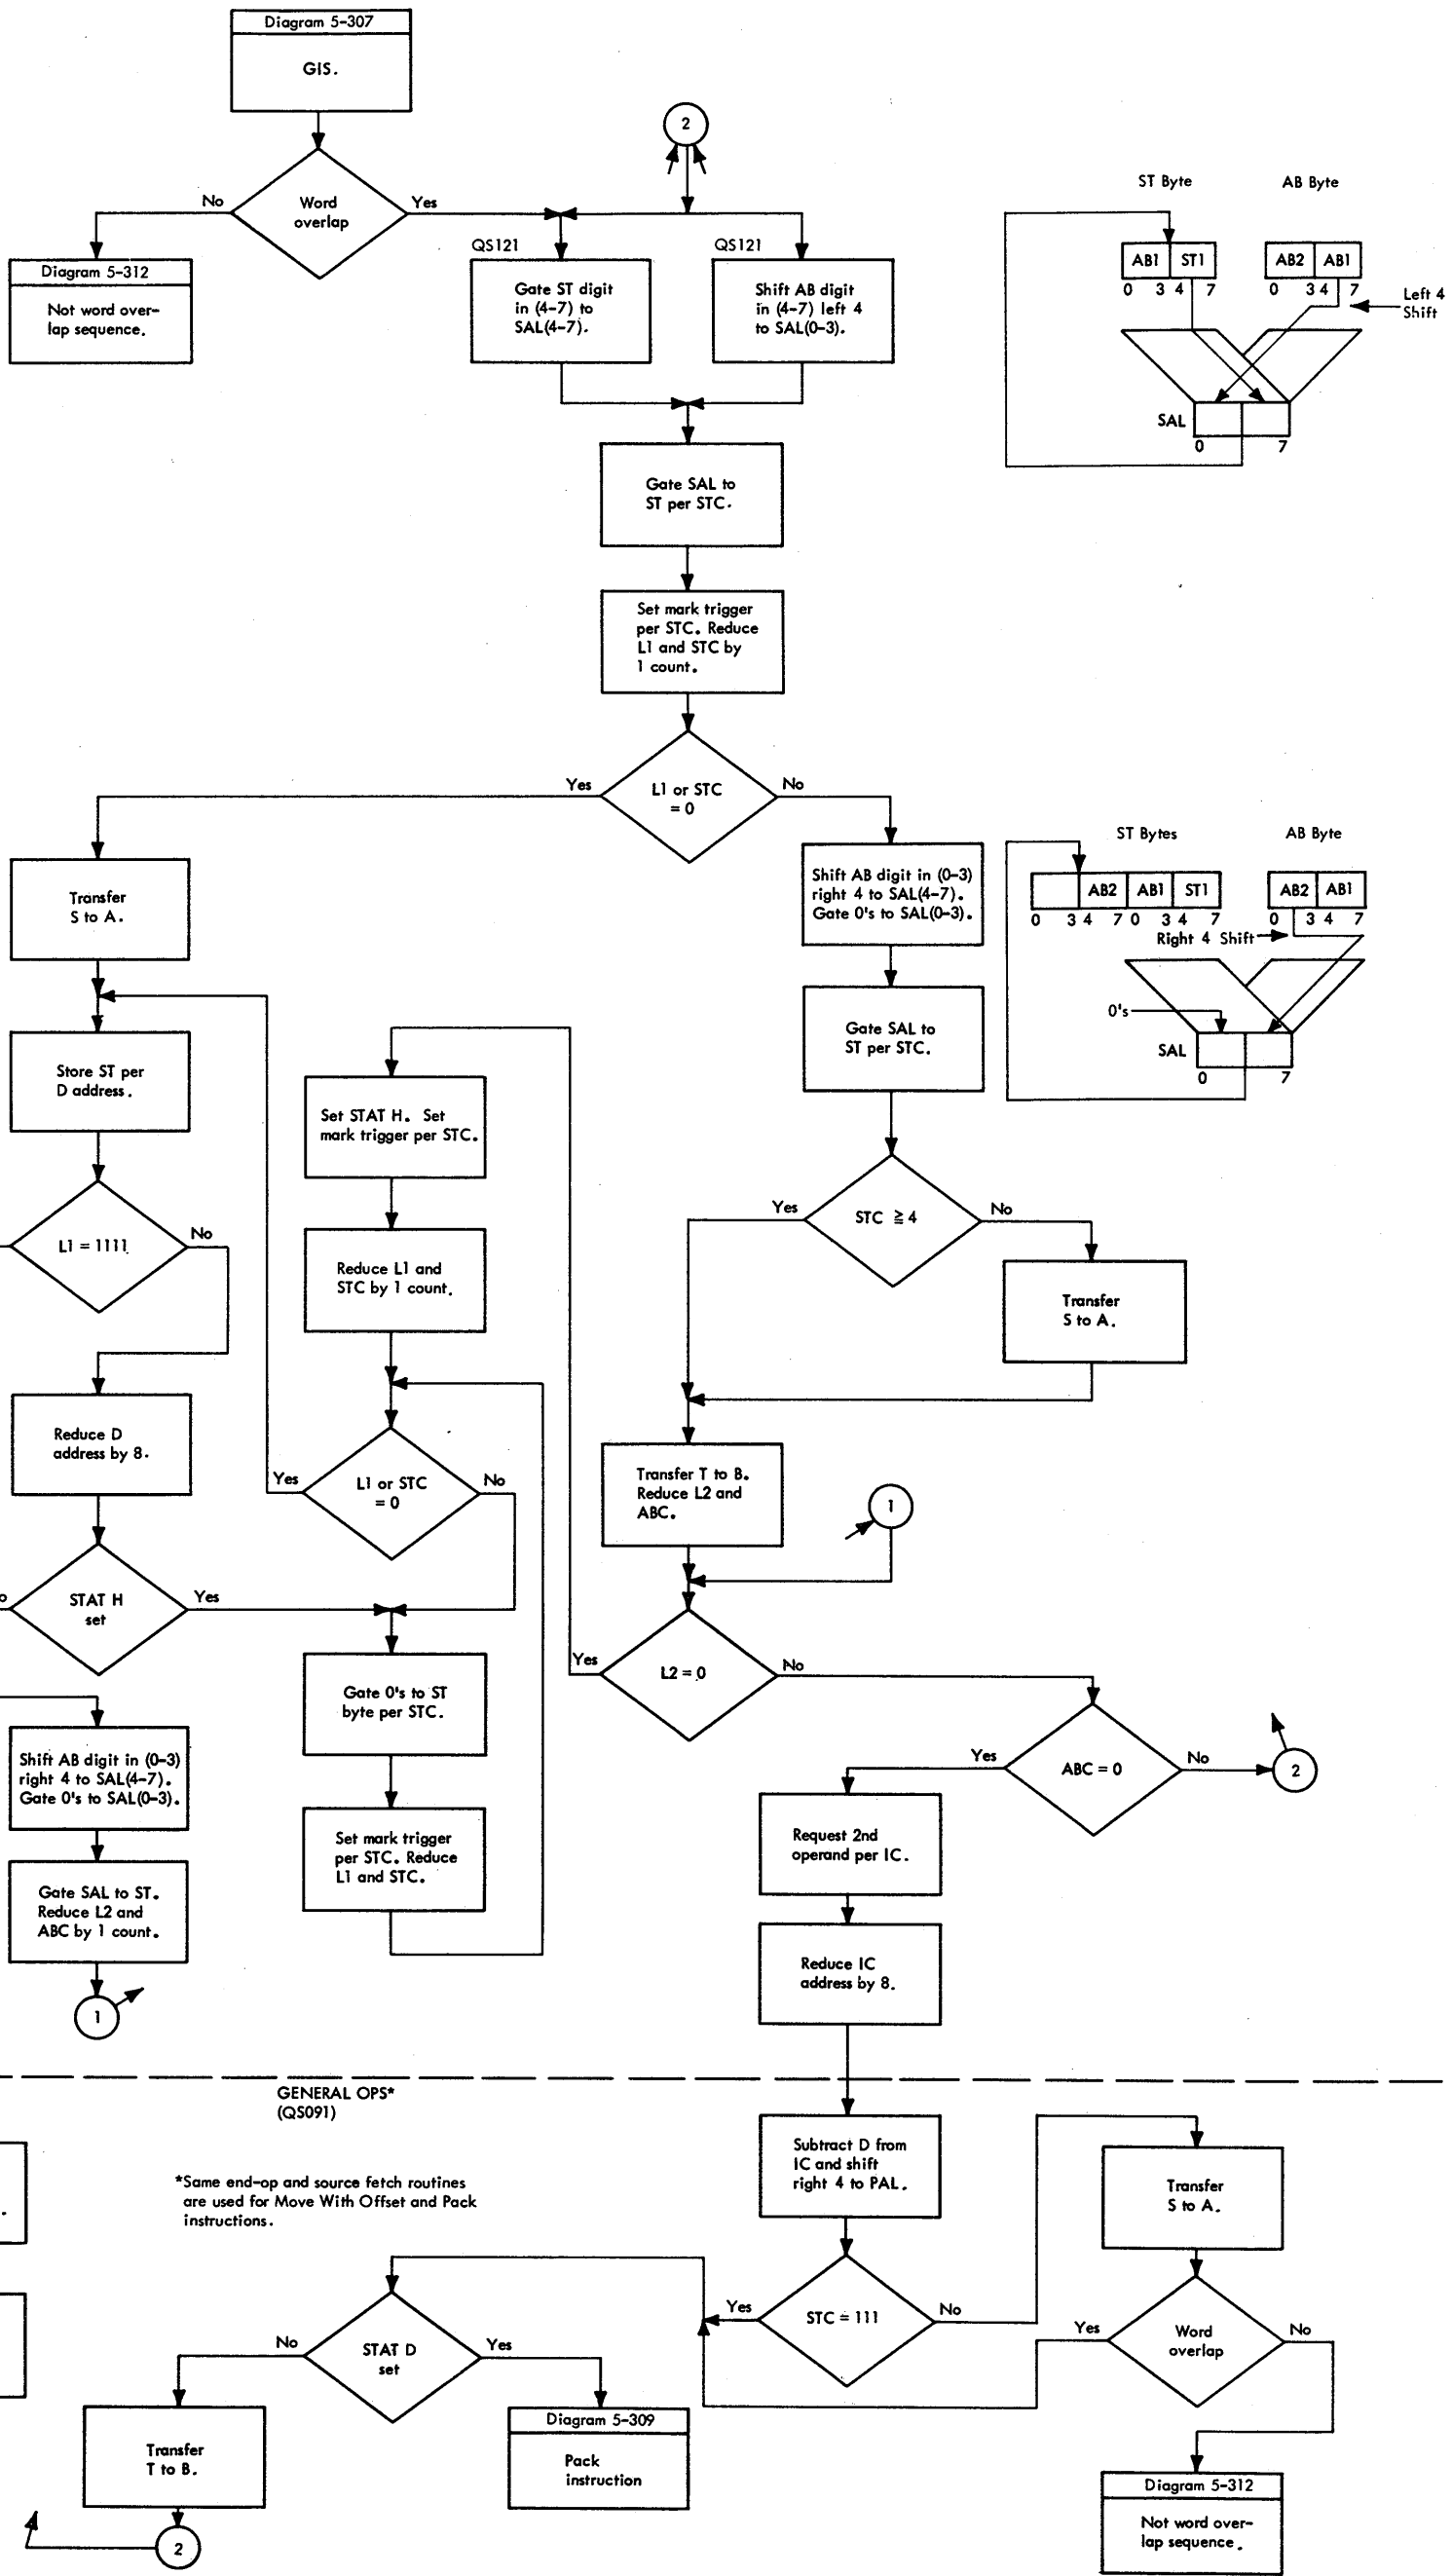 Diagram 5-307
GIS.
2
Word
overlap
No
Yes
QS121
QS121
Diagram 5-312
Not word over-
lap sequence.
Gate ST digit
in (4-7) to
SAL(4-7).
Shift AB digit
in (4-7) left 4
to SAL(0-3).
ST Byte
AB Byte
AB1 ST1
AB2 AB1
0 3 4 7
0 3 4 7
Left 4
Shift
SAL
0 7
Gate SAL to
ST per STC.
Set mark trigger
per STC. Reduce
L1 and STC by
1 count.
L1 or STC
= 0
Yes
No
Transfer
S to A.
Shift AB digit in (0-3)
right 4 to SAL(4-7).
Gate 0's to SAL(0-3).
ST Bytes
AB Byte
AB2 AB1 ST1
AB2 AB1
0 3 4 7 0 3 4 7
0 3 4 7
Right 4 Shift
0's
SAL
0 7
Store ST per
D address.
Gate SAL to
ST per STC.
Set STAT H. Set
mark trigger per STC.
L1 = 1111
No
Reduce L1 and
STC by 1 count.
STC ≧ 4
Yes
No
Transfer
S to A.
Reduce D
address by 8.
L1 or STC
= 0
Yes
No
Transfer T to B.
Reduce L2 and
ABC.
1
STAT H
set
o
Yes
L2 = 0
Yes
No
Gate 0's to ST
byte per STC.
ABC = 0
Yes
No
2
Shift AB digit in (0-3)
right 4 to SAL(4-7).
Gate 0's to SAL(0-3).
Set mark trigger
per STC. Reduce
L1 and STC.
Request 2nd
operand per IC.
Gate SAL to ST.
Reduce L2 and
ABC by 1 count.
Reduce IC
address by 8.
1
GENERAL OPS*
(QS091)
*Same end-op and source fetch routines
are used for Move With Offset and Pack
instructions.
.
Subtract D from
IC and shift
right 4 to PAL.
Transfer
S to A.
STC = 111
Yes
No
Word
overlap
Yes
No
STAT D
set
No
Yes
Transfer
T to B.
Diagram 5-309
Pack
instruction
Diagram 5-312
Not word over-
lap sequence.
2